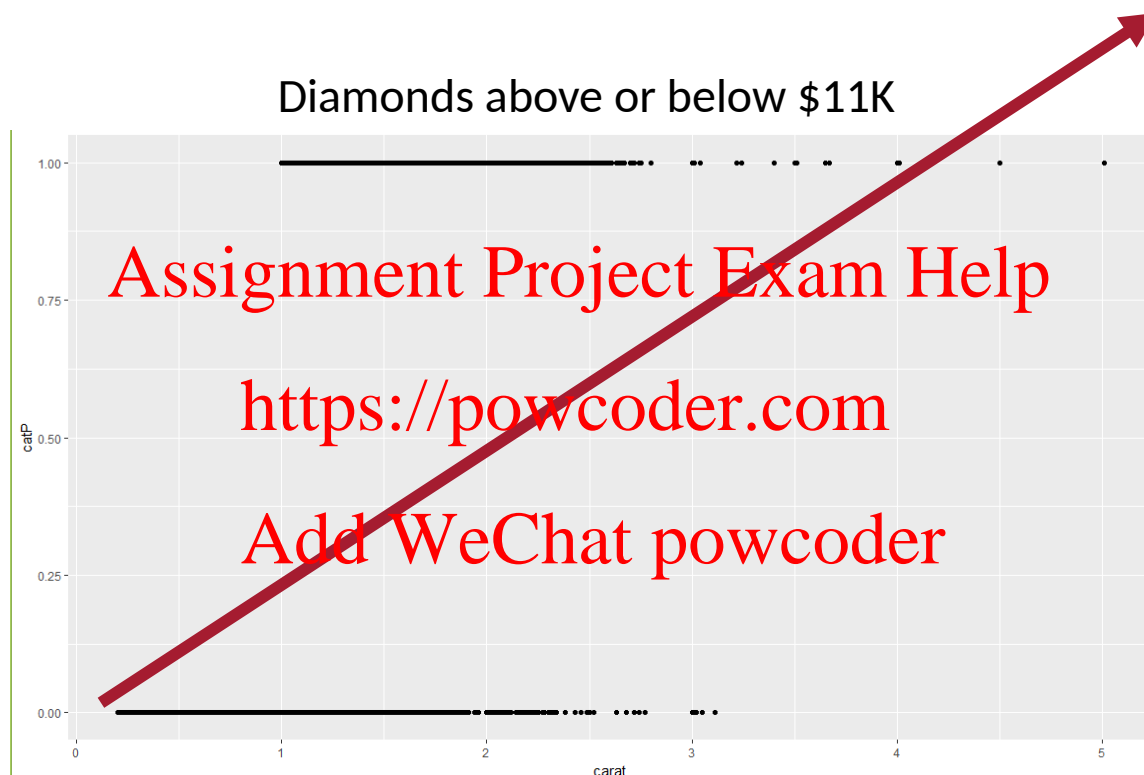 Diamonds above or below $11K
1.00
Assignment Project Exam Help
0.75
https://powcoder.com
0.50
catP
Add WeChat powcoder
0.25
0.00
0 1 2 3 4 5
carat